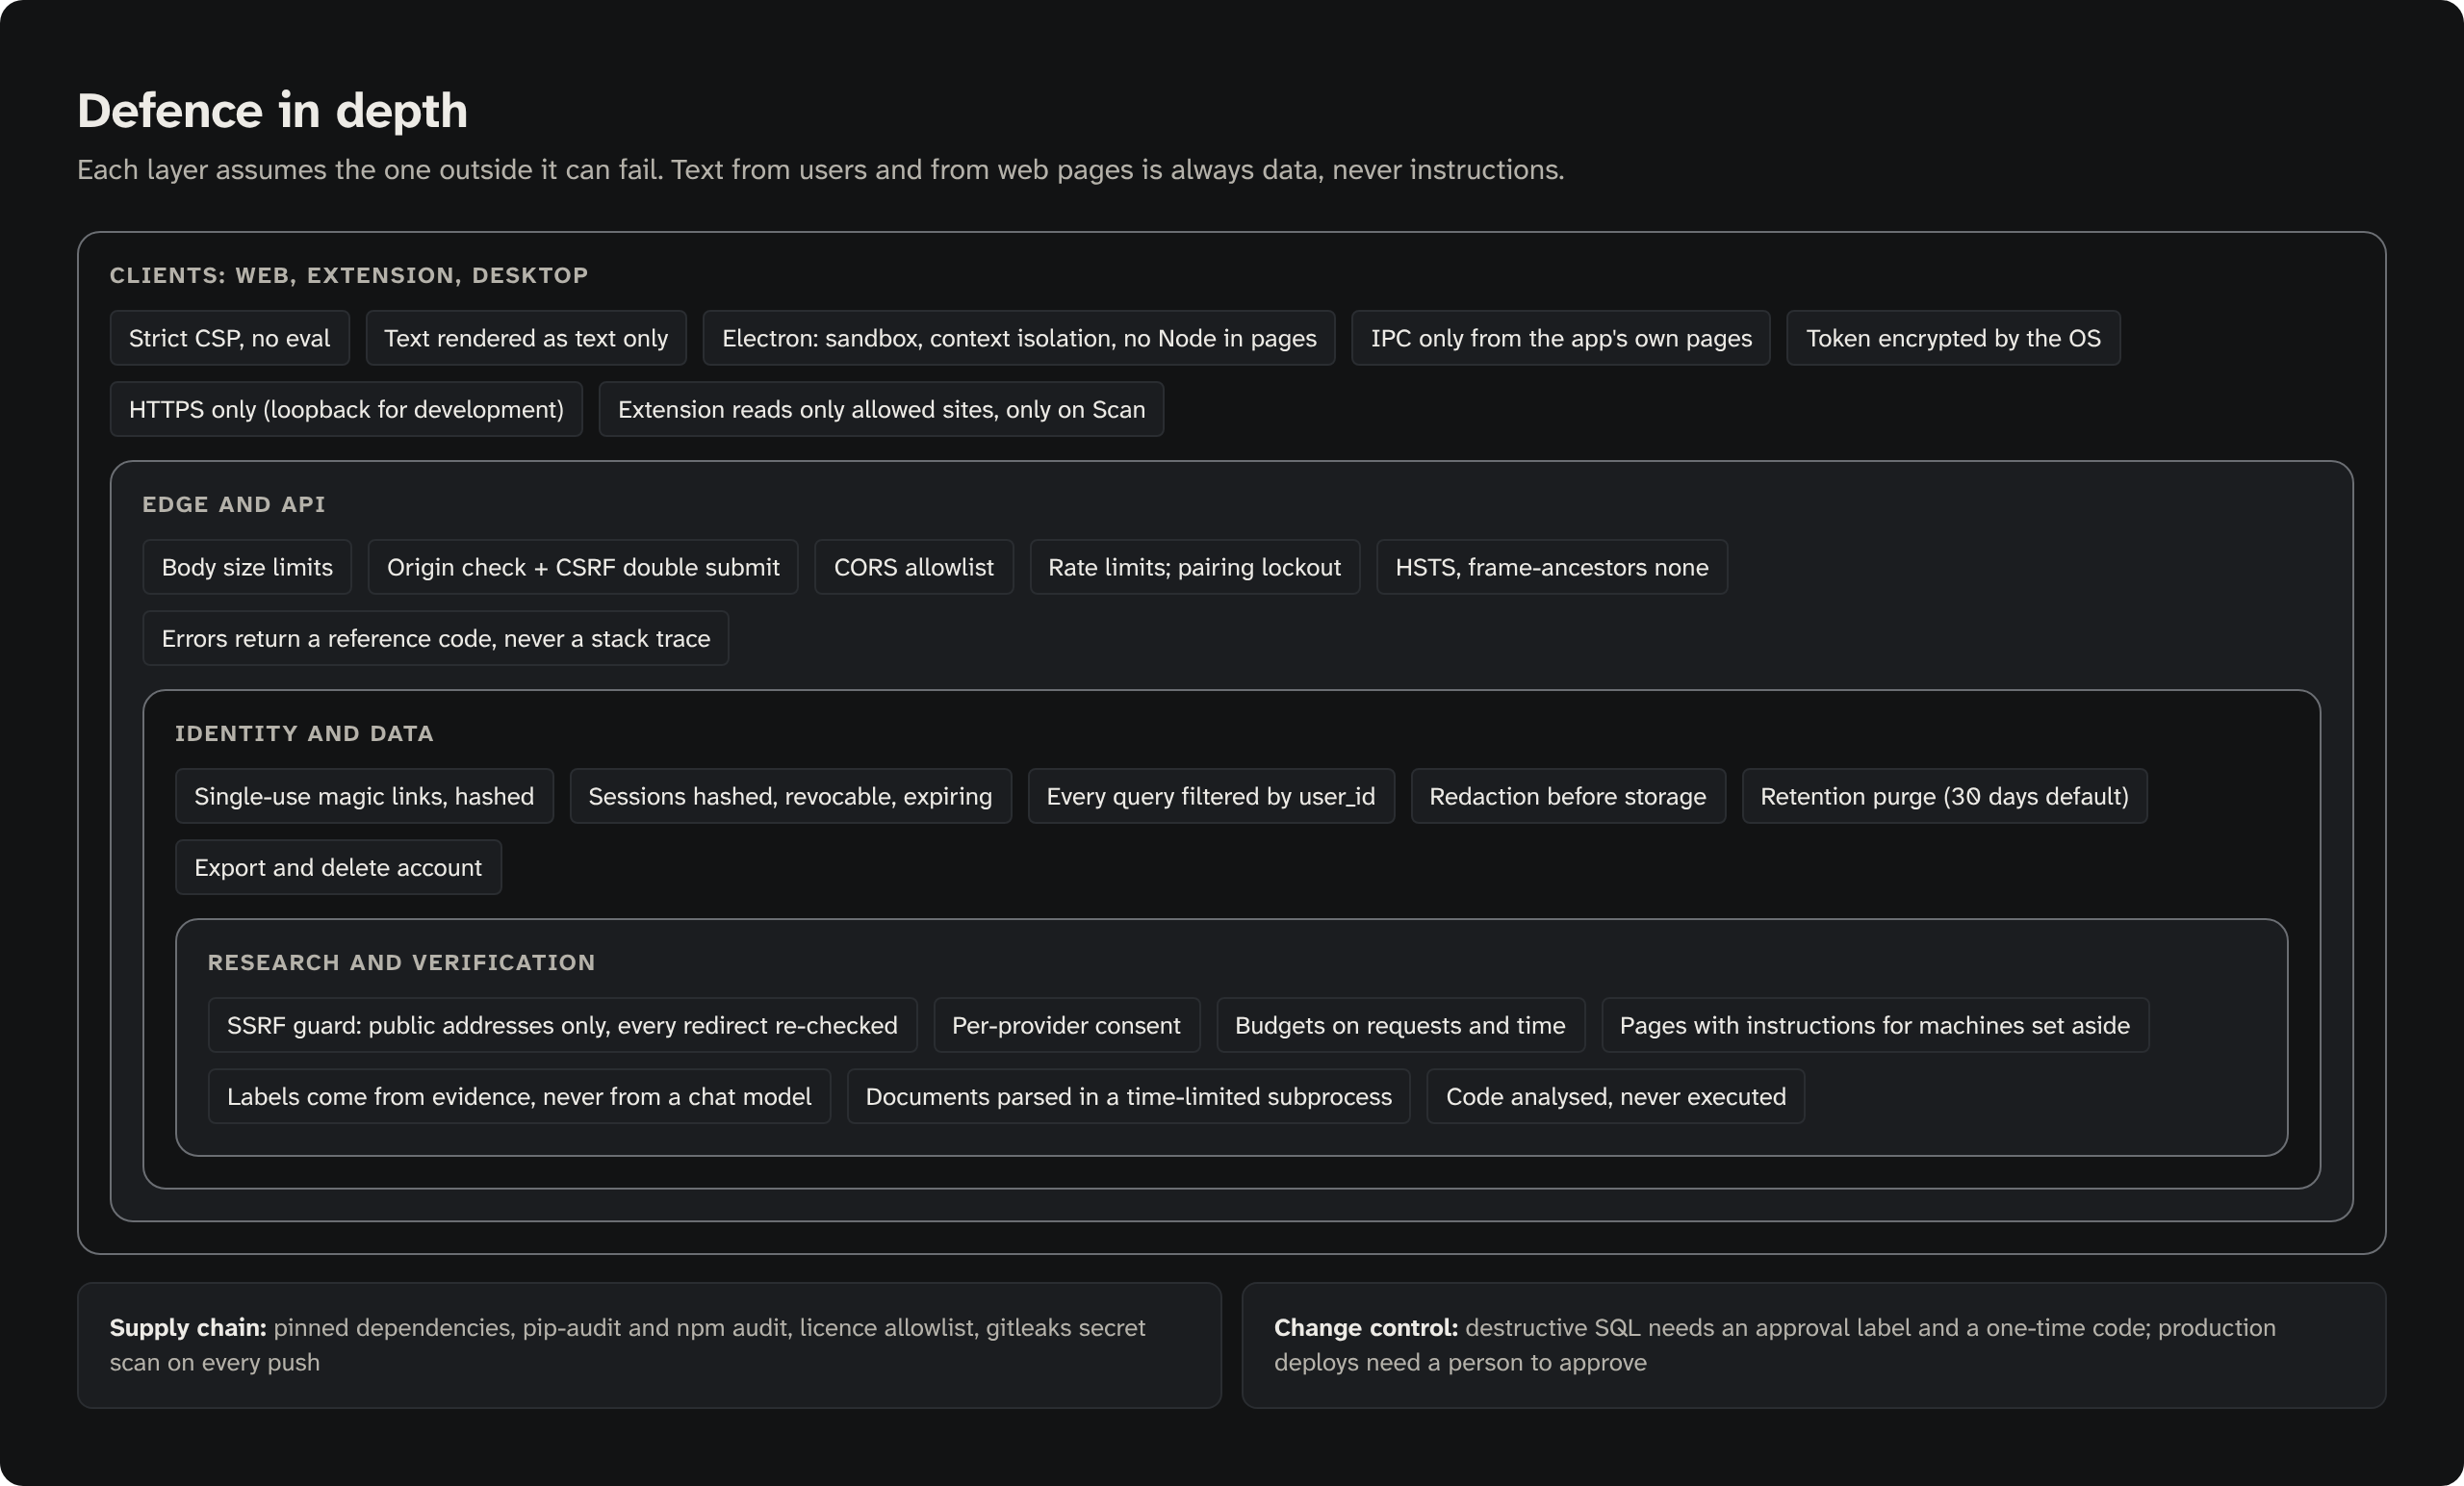 Defence in depth
Each layer assumes the one outside it can fail. Text from users and from web pages is always data, never instructions.
CLIENTS: WEB, EXTENSION, DESKTOP
Strict CSP, no eval
Text rendered as text only
Electron: sandbox, context isolation, no Node in pages
IPC only from the app's own pages
Token encrypted by the OS
HTTPS only (loopback for development)
Extension reads only allowed sites, only on Scan
EDGE AND API
Body size limits
Origin check + CSRF double submit
CORS allowlist
Rate limits; pairing lockout
HSTS, frame-ancestors none
Errors return a reference code, never a stack trace
IDENTITY AND DATA
Single-use magic links, hashed
Sessions hashed, revocable, expiring
Every query filtered by user_id
Redaction before storage
Retention purge (30 days default)
Export and delete account
RESEARCH AND VERIFICATION
SSRF guard: public addresses only, every redirect re-checked
Per-provider consent
Budgets on requests and time
Pages with instructions for machines set aside
Labels come from evidence, never from a chat model
Documents parsed in a time-limited subprocess
Code analysed, never executed
Supply chain: pinned dependencies, pip-audit and npm audit, licence allowlist, gitleaks secret
scan on every push
Change control: destructive SQL needs an approval label and a one-time code; production
deploys need a person to approve